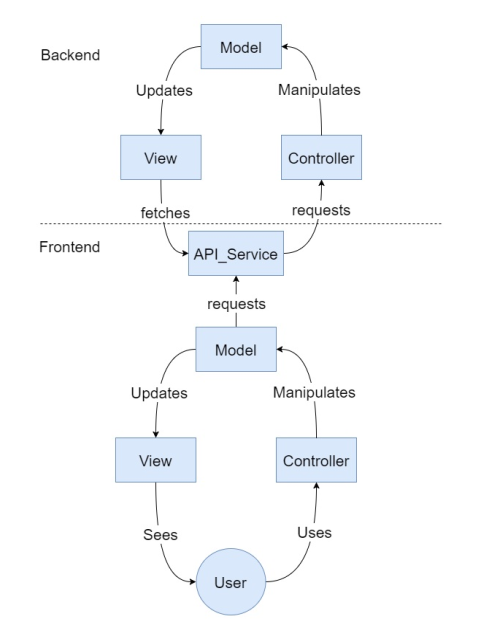 Model
Backend
Updates
Manipulates
View
Controller
fetches
requests
Frontend
API_Service
requests
Model
Updates
Manipulates
View
Controller
Sees
Uses
User